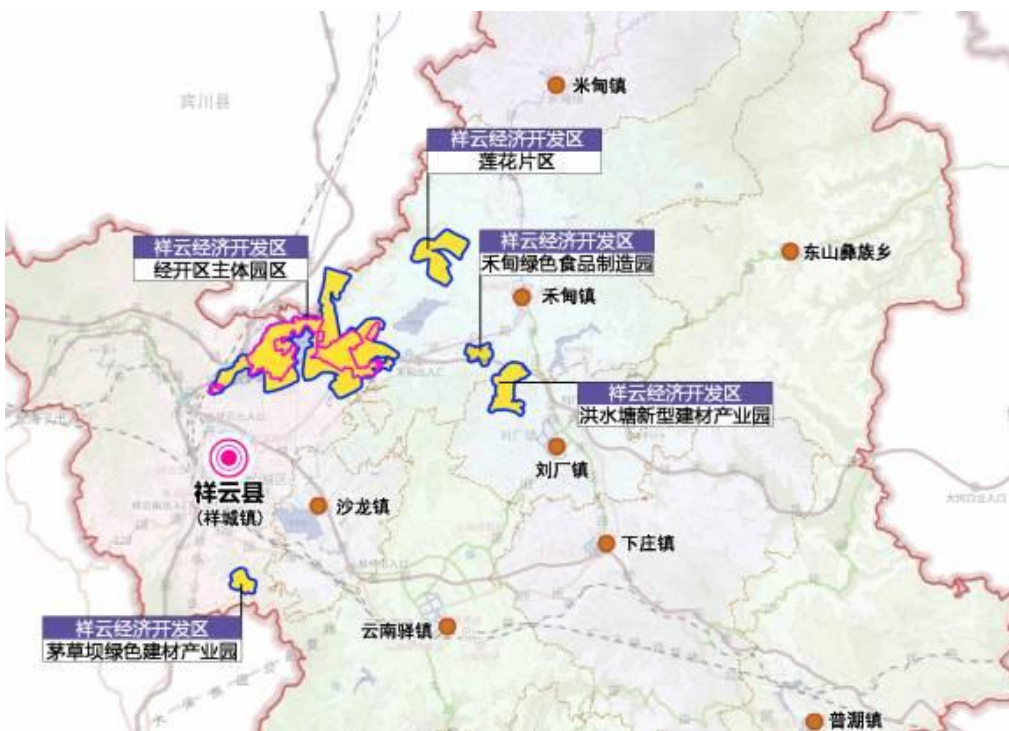 米甸镇
宾川县
祥云经济开发区
莲花片区
祥云经济开发区
经开区主体园区
祥云经济开发区
禾甸绿色食品制造园
东山彝族乡
禾甸镇
祥云经济开发区
洪水塘新型建材产业园
刘厂镇
刘厂镇
祥云县
(祥城镇)
沙龙镇
下庄镇
祥云经济开发区
茅草坝绿色建材产业园
云南驿镇
普淜镇